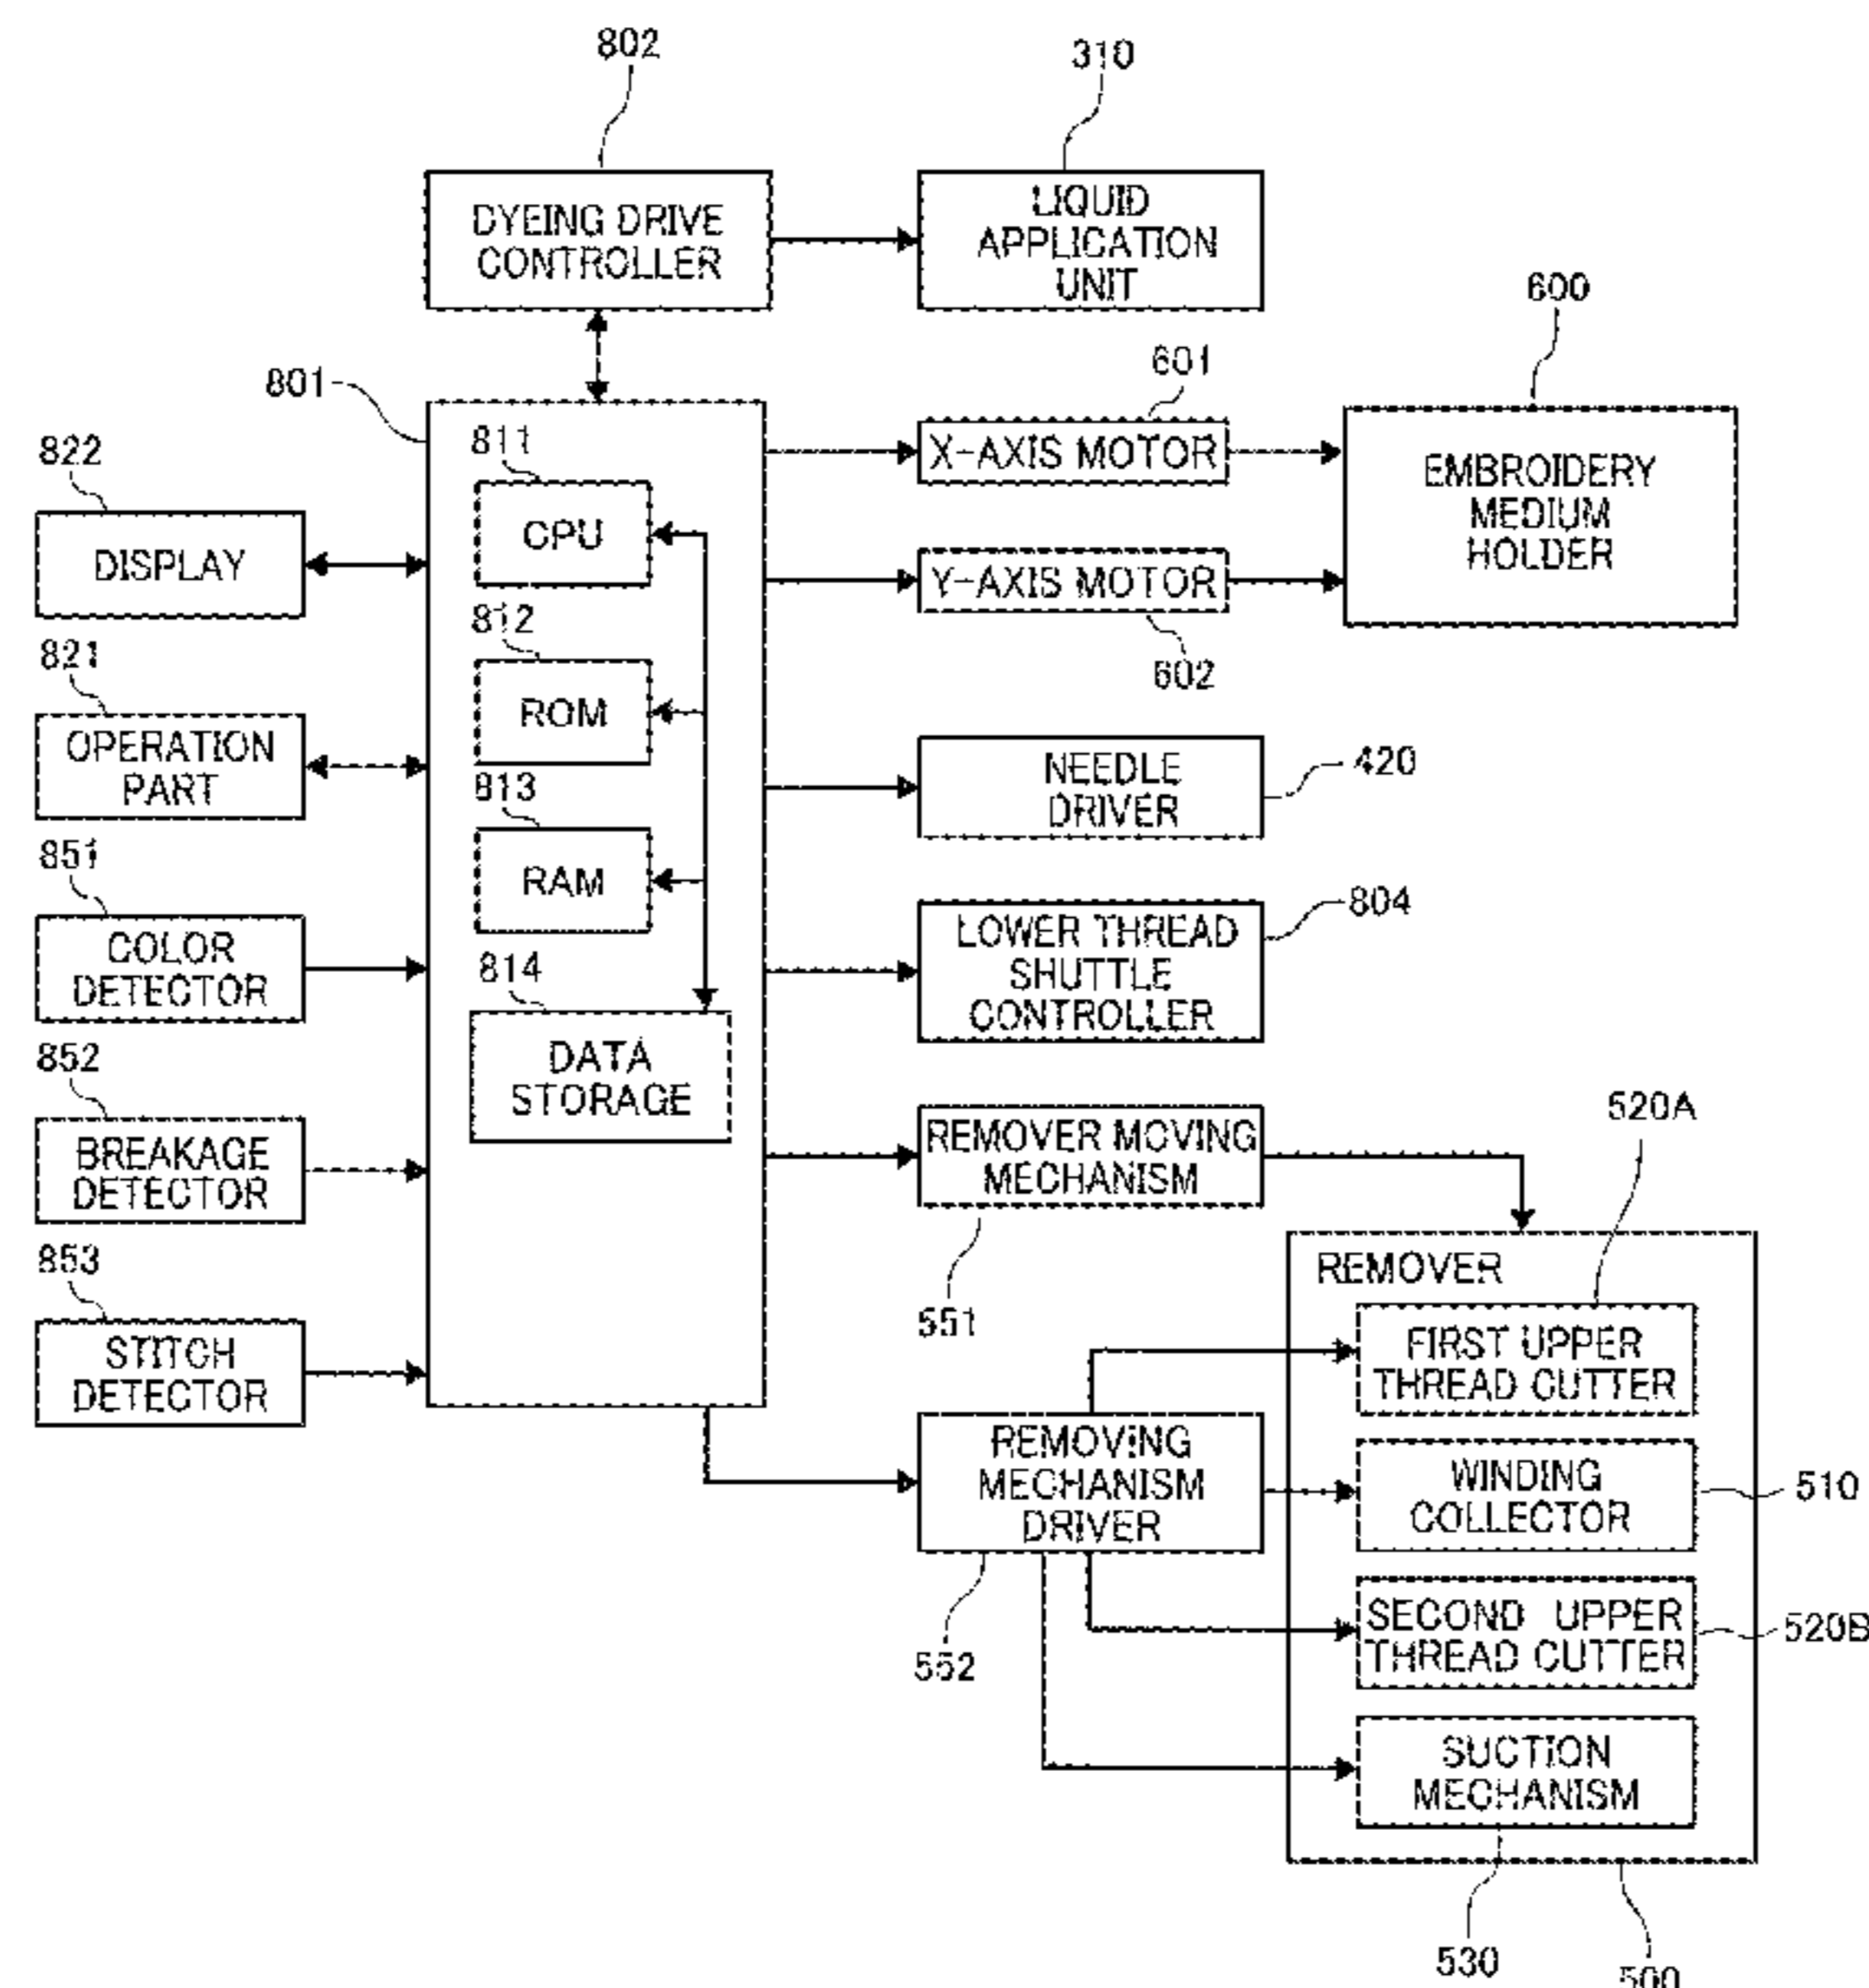 802
310
DYEING DRIVE
CONTROLLER
LIQUID
APPLICATION
UNIT
600
601
801
X-AXIS MOTOR
EMBROIDERY
MEDIUM
HOLDER
811
CPU
822
DISPLAY
Y-AXIS MOTOR
602
812
ROM
821
OPERATION
PART
NEEDLE
DRIVER
420
813
RAM
851
COLOR
DETECTOR
LOWER THREAD
SHUTTLE
CONTROLLER
804
814
DATA
STORAGE
852
BREAKAGE
DETECTOR
REMOVER MOVING
MECHANISM
551
520A
853
STITCH
DETECTOR
REMOVER
FIRST UPPER
THREAD CUTTER
REMOVING
MECHANISM
DRIVER
552
WINDING
COLLECTOR
510
SECOND UPPER
THREAD CUTTER
520B
SUCTION
MECHANISM
530
500